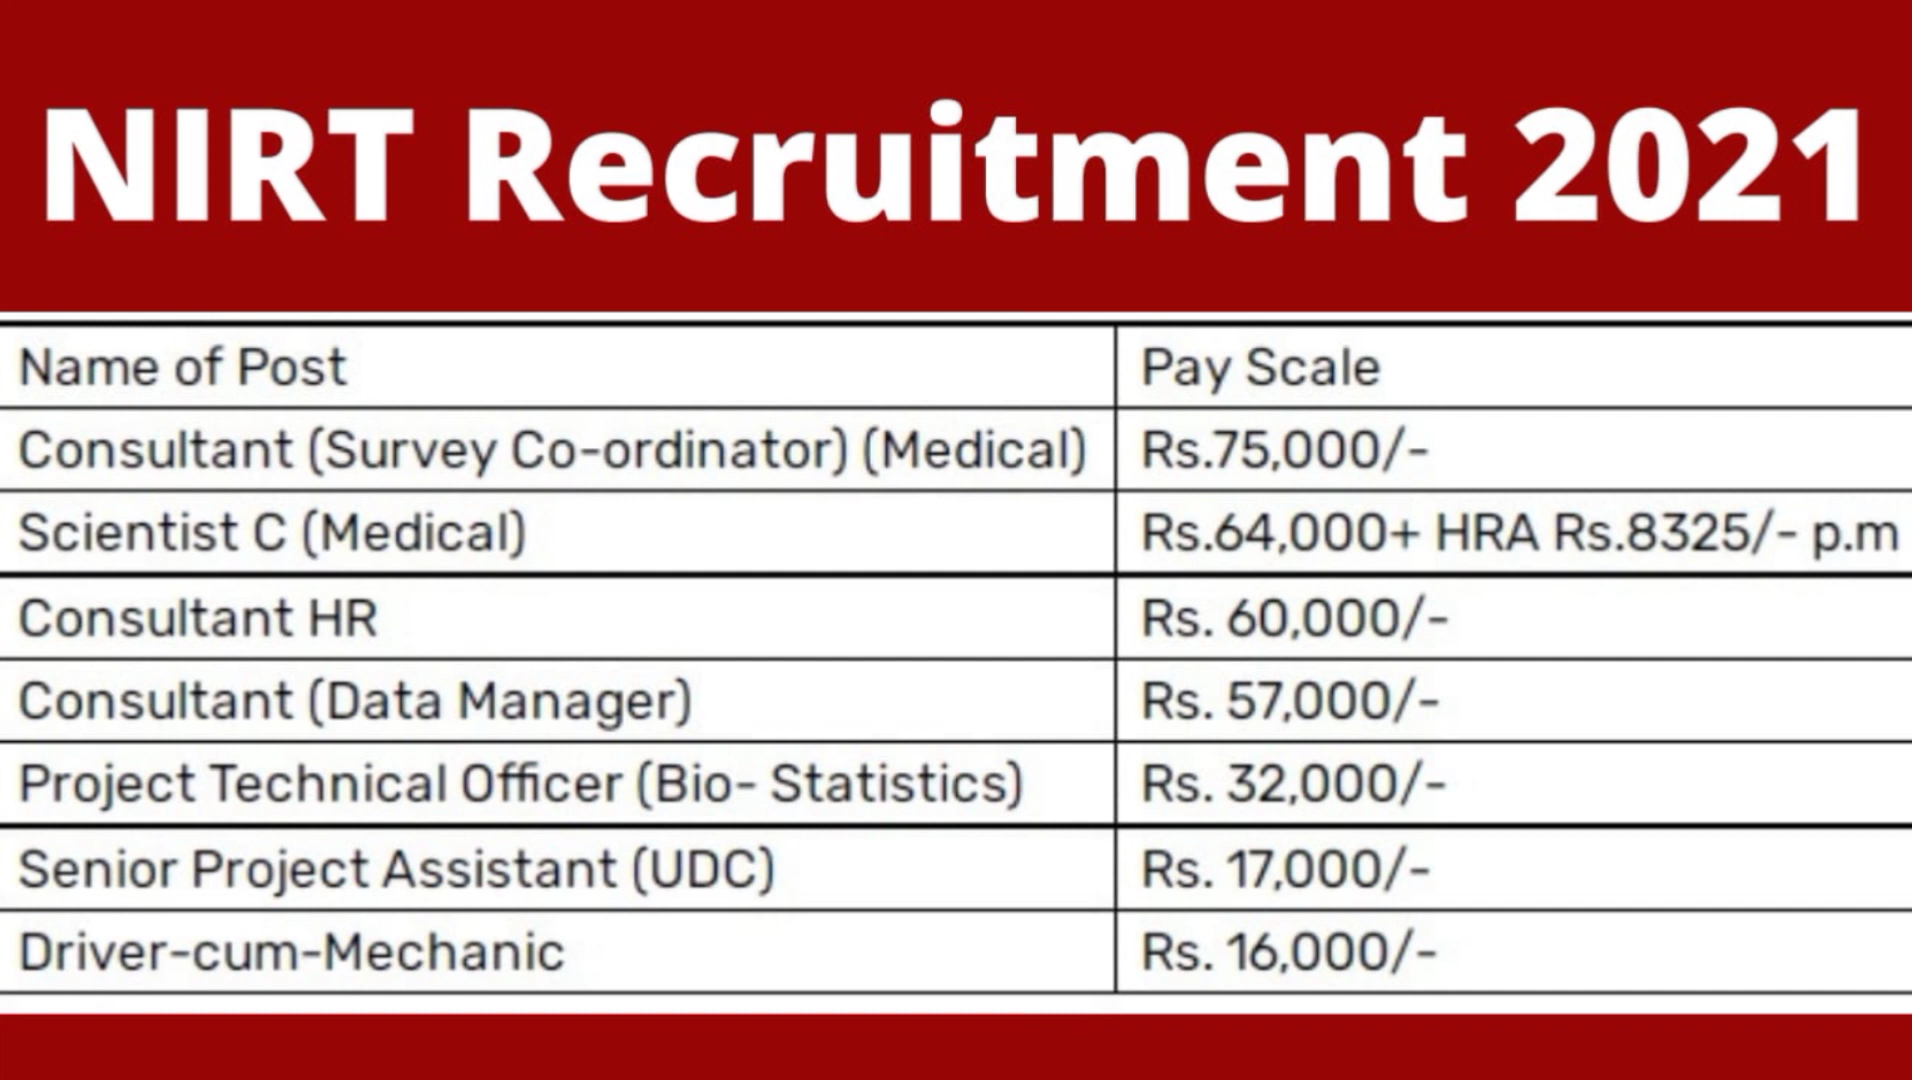 NIRT Recruitment 2021
Name of Post Pay Scale
Consultant (Survey Co-ordinator) (Medical) Rs.75,000/-
Scientist C (Medical) Rs.64,000+ HRA Rs.8325/- p.m
Consultant HR Rs. 60,000/-
Consultant (Data Manager) Rs. 57,000/-
Project Technical Officer (Bio- Statistics) Rs. 32,000/-
Senior Project Assistant (UDC) Rs. 17,000/-
Driver-cum-Mechanic Rs. 16,000/-